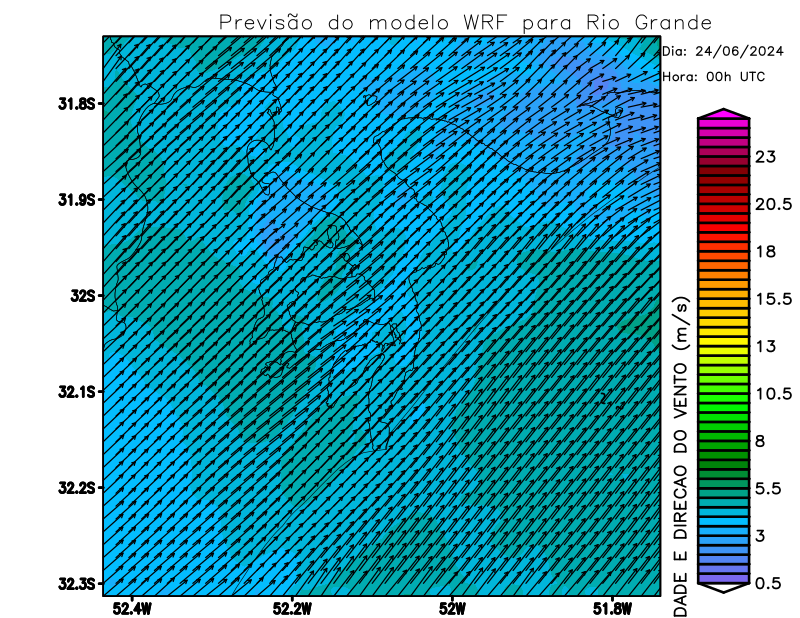 Previsão do modelo WRF para Rio Grande
Dia: 24/06/2024
Hora: 00h UTC
31.8S
31.9S
32S
32.1S
32.2S
32.3S
52.4W
52.2W
52W
51.8W
DADE E DIRECAO DO VENTO (m/s)
23
20.5
18
15.5
13
10.5
8
5.5
3
0.5